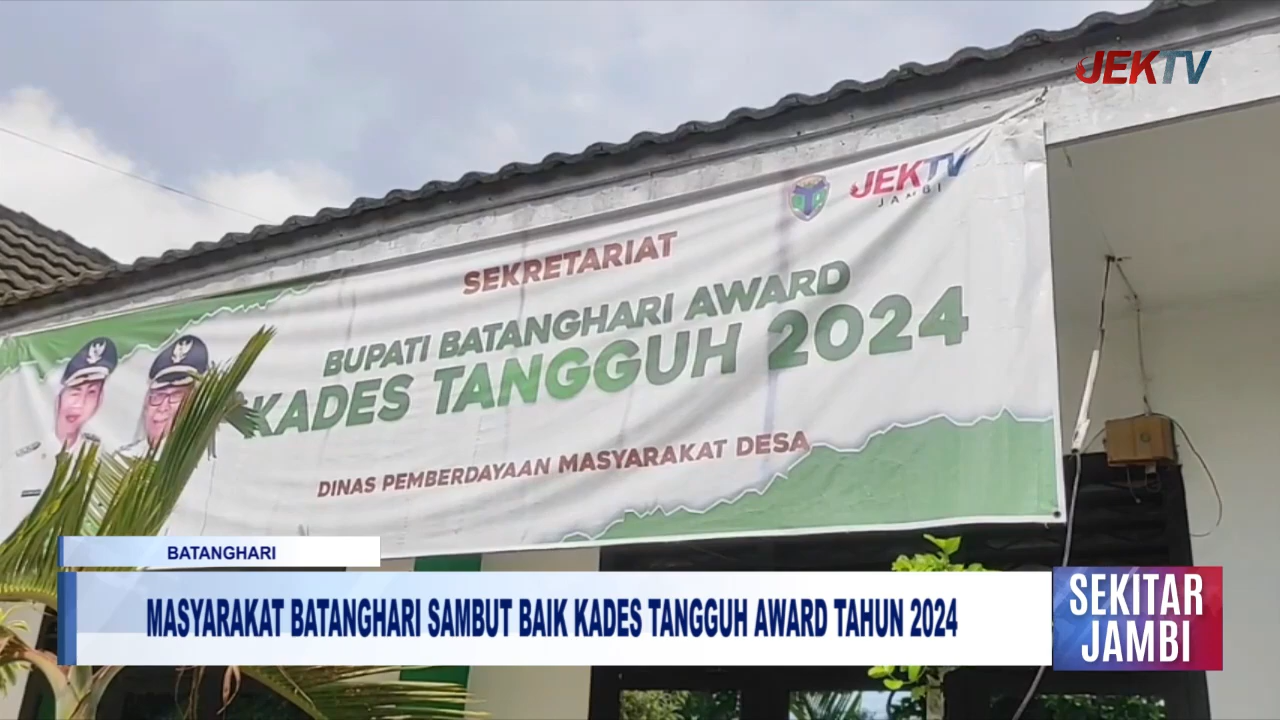 JEKTV
JEKTV
JAMBI
SEKRETARIAT
BUPATI BATANGHARI AWARD
KADES TANGGUH 2024
DINAS PEMBERDAYAAN MASYARAKAT DESA
BATANGHARI
MASYARAKAT BATANGHARI SAMBUT BAIK KADES TANGGUH AWARD TAHUN 2024
SEKITAR
JAMBI